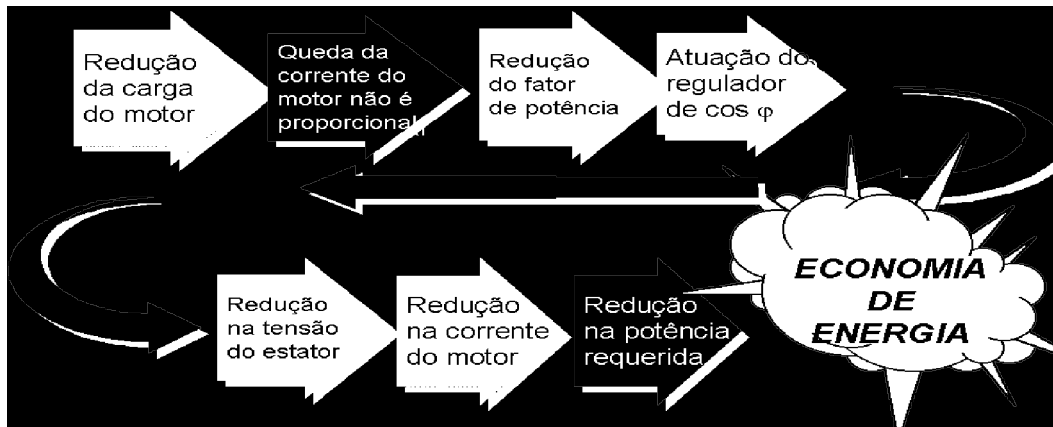 Redução
da carga
do motor
Queda da
corrente do
motor não é
proporcional
Redução
do fator
de potência
Atuação do
regulador
de cos φ
Redução
na tensão
do estator
Redução
na corrente
do motor
Redução
na potência
requerida
ECONOMIA
DE
ENERGIA